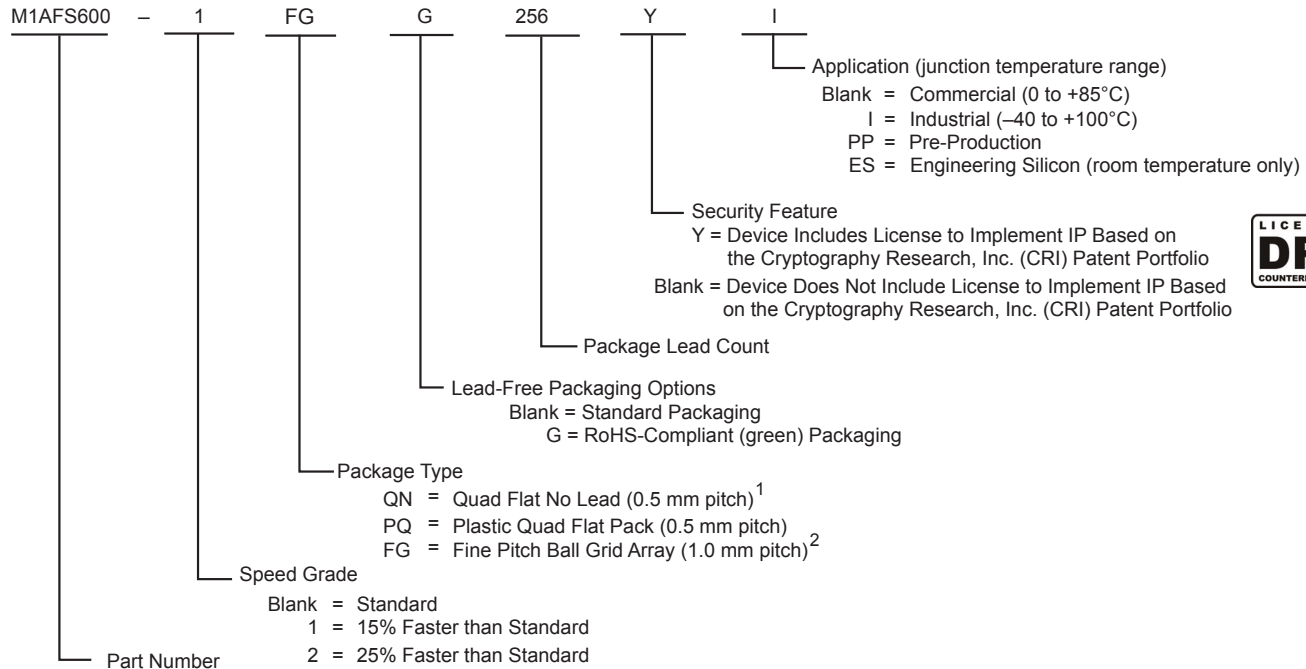 M1AFS600 – 1 FG G 256 Y I
Application (junction temperature range)
Blank = Commercial (0 to +85°C)
I = Industrial (–40 to +100°C)
PP = Pre-Production
ES = Engineering Silicon (room temperature only)
Security Feature
Y = Device Includes License to Implement IP Based on
the Cryptography Research, Inc. (CRI) Patent Portfolio
Blank = Device Does Not Include License to Implement IP Based
on the Cryptography Research, Inc. (CRI) Patent Portfolio
Package Lead Count
Lead-Free Packaging Options
Blank = Standard Packaging
G = RoHS-Compliant (green) Packaging
Package Type
QN = Quad Flat No Lead (0.5 mm pitch)1
PQ = Plastic Quad Flat Pack (0.5 mm pitch)
FG = Fine Pitch Ball Grid Array (1.0 mm pitch)2
Speed Grade
Blank = Standard
1 = 15% Faster than Standard
2 = 25% Faster than Standard
Part Number